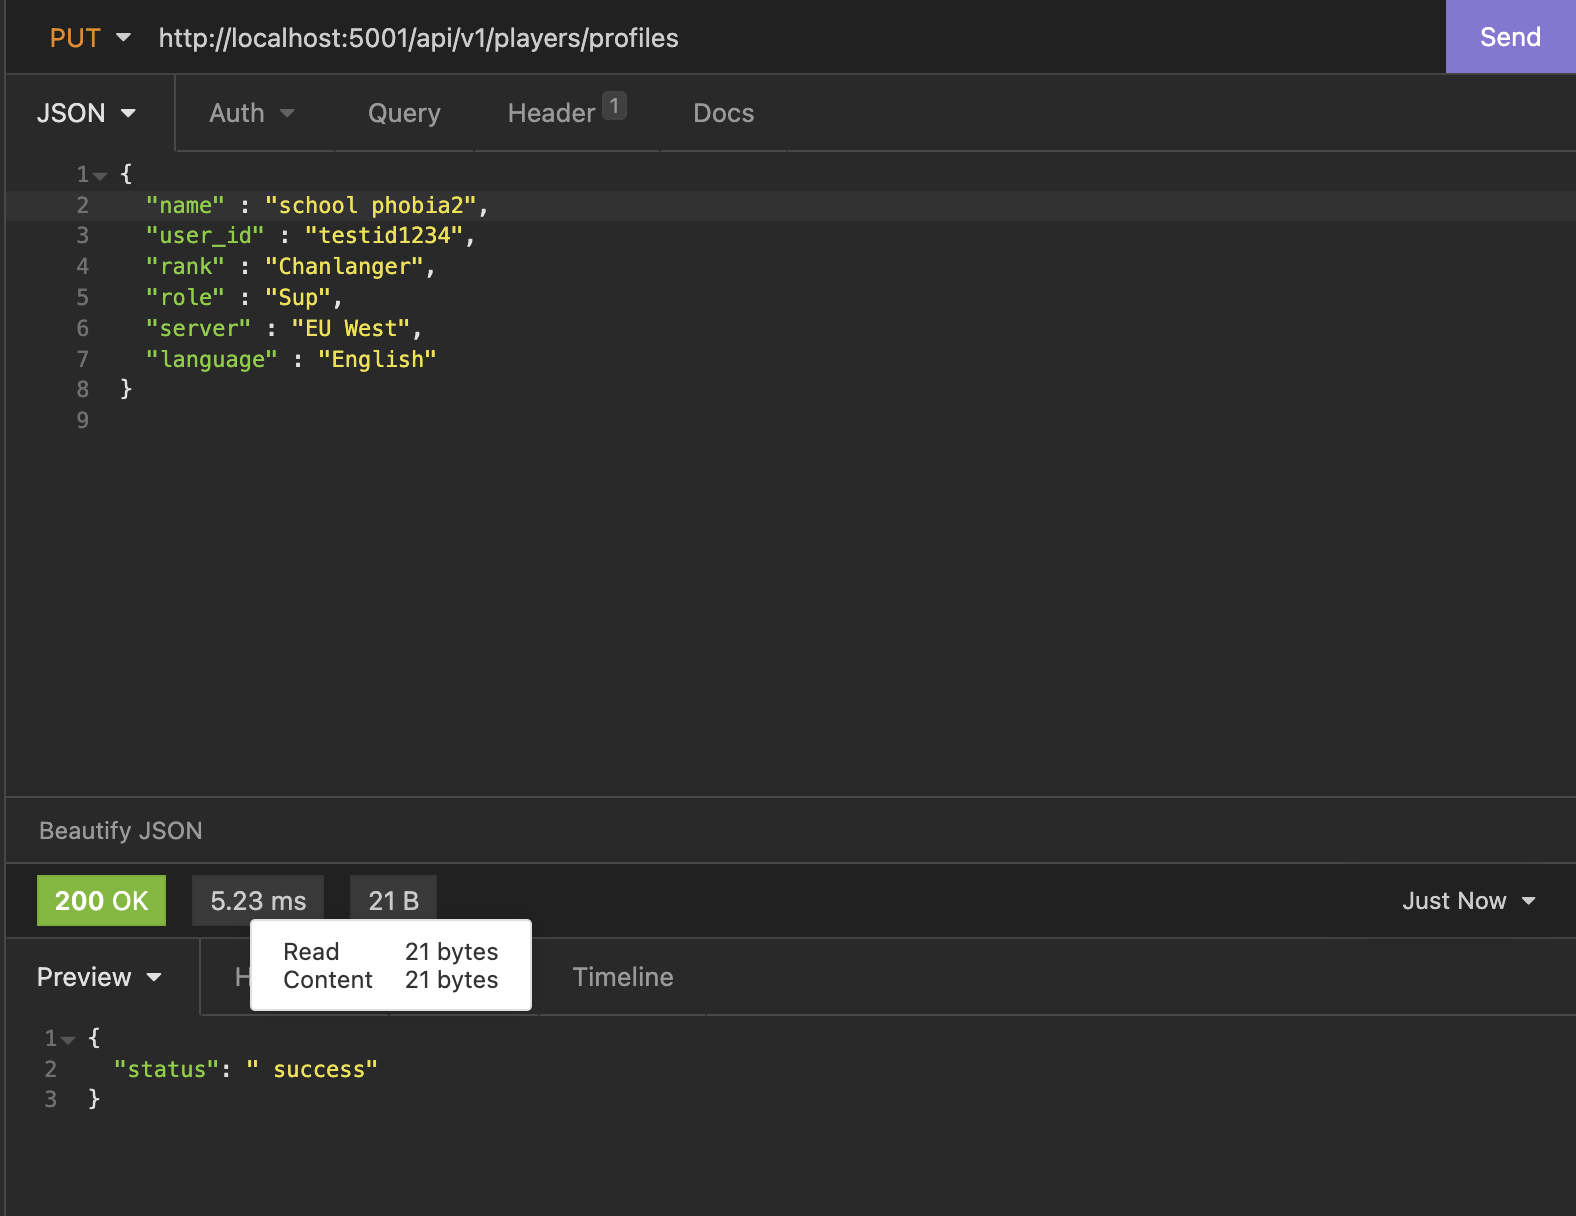 PUT http://localhost:5001/api/v1/players/profiles Send
JSON Auth Query Header 1 Docs
1 {
2 "name" : "school phobia2",
3 "user_id" : "testid1234",
4 "rank" : "Chanlanger",
5 "role" : "Sup",
6 "server" : "EU West",
7 "language" : "English"
8 }
9
Beautify JSON
200 OK 5.23 ms 21 B Just Now
Read 21 bytes
Content 21 bytes
Preview Timeline
1 {
2 "status": " success"
3 }